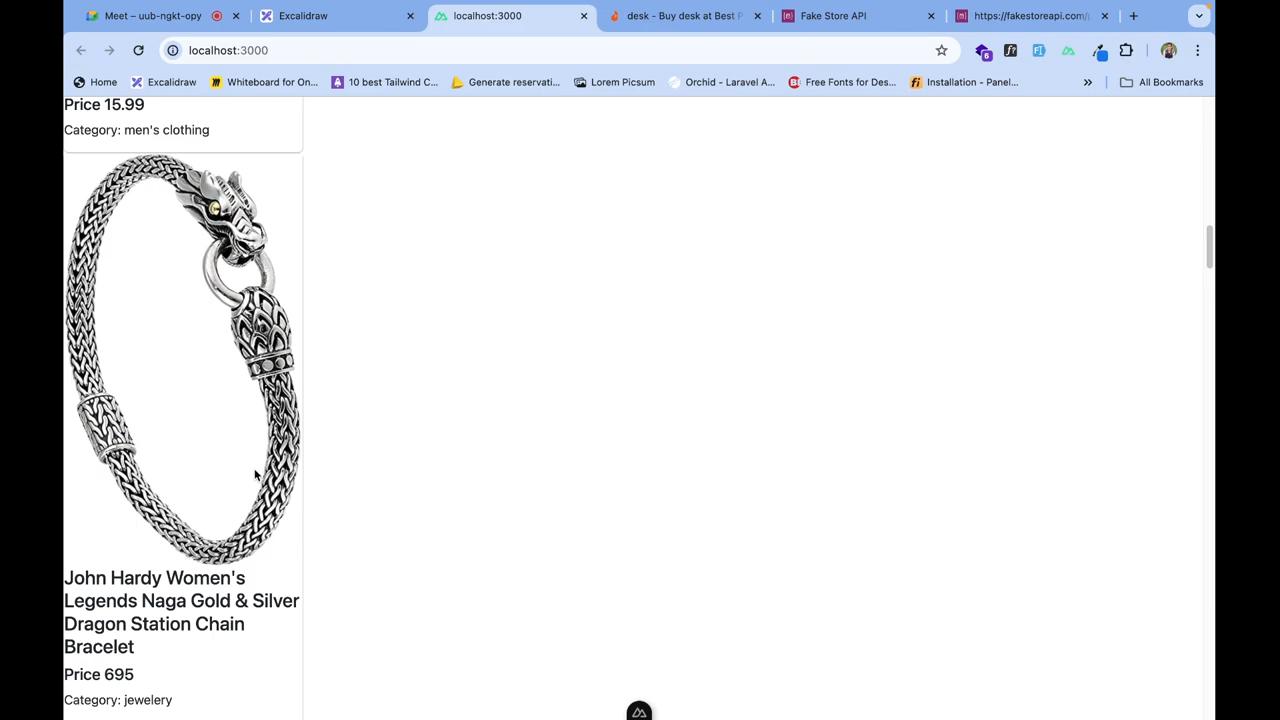 Meet – uub-ngkt-opy
Excalidraw
localhost:3000
desk - Buy desk at Best P
Fake Store API
https://fakestoreapi.com/
localhost:3000
6
Home
Excalidraw
Whiteboard for On...
10 best Tailwind C...
Generate reservati...
Lorem Picsum
Orchid - Laravel A...
Free Fonts for Des...
Installation - Panel...
»
All Bookmarks
Price 15.99
Category: men's clothing
John Hardy Women's
Legends Naga Gold & Silver
Dragon Station Chain
Bracelet
Price 695
Category: jewelery